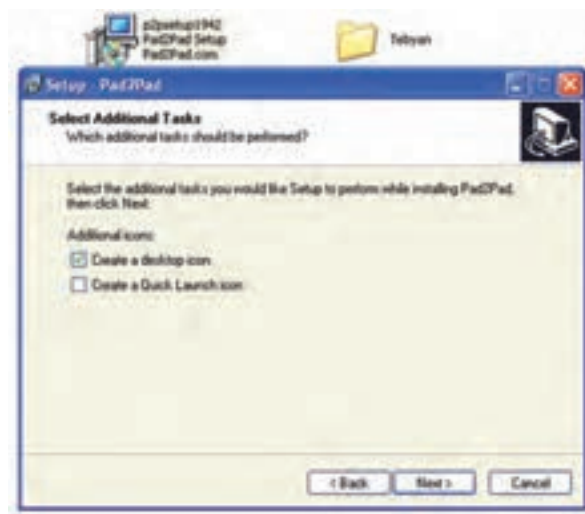 p2psetup1942
Pad2Pad Setup
Pad2Pad.com
Tebyan
Setup - Pad2Pad
Select Additional Tasks
Which additional tasks should be performed?
Select the additional tasks you would like Setup to perform while installing Pad2Pad,
then click Next.
Additional icons:
Create a desktop icon
Create a Quick Launch icon
< Back
Next >
Cancel